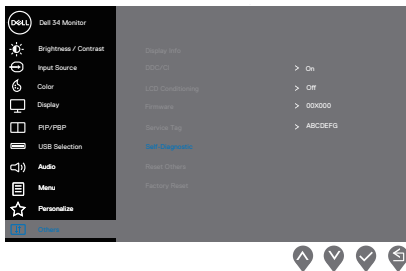 DELL
Dell 34 Monitor
Brightness / Contrast
Input Source
Color
Display
PIP/PBP
USB Selection
Audio
Menu
Personalize
Others
Display Info
DDC/CI > On
LCD Conditioning > Off
Firmware > 00X000
Service Tag > ABCDEFG
Self-Diagnostic
Reset Others
Factory Reset